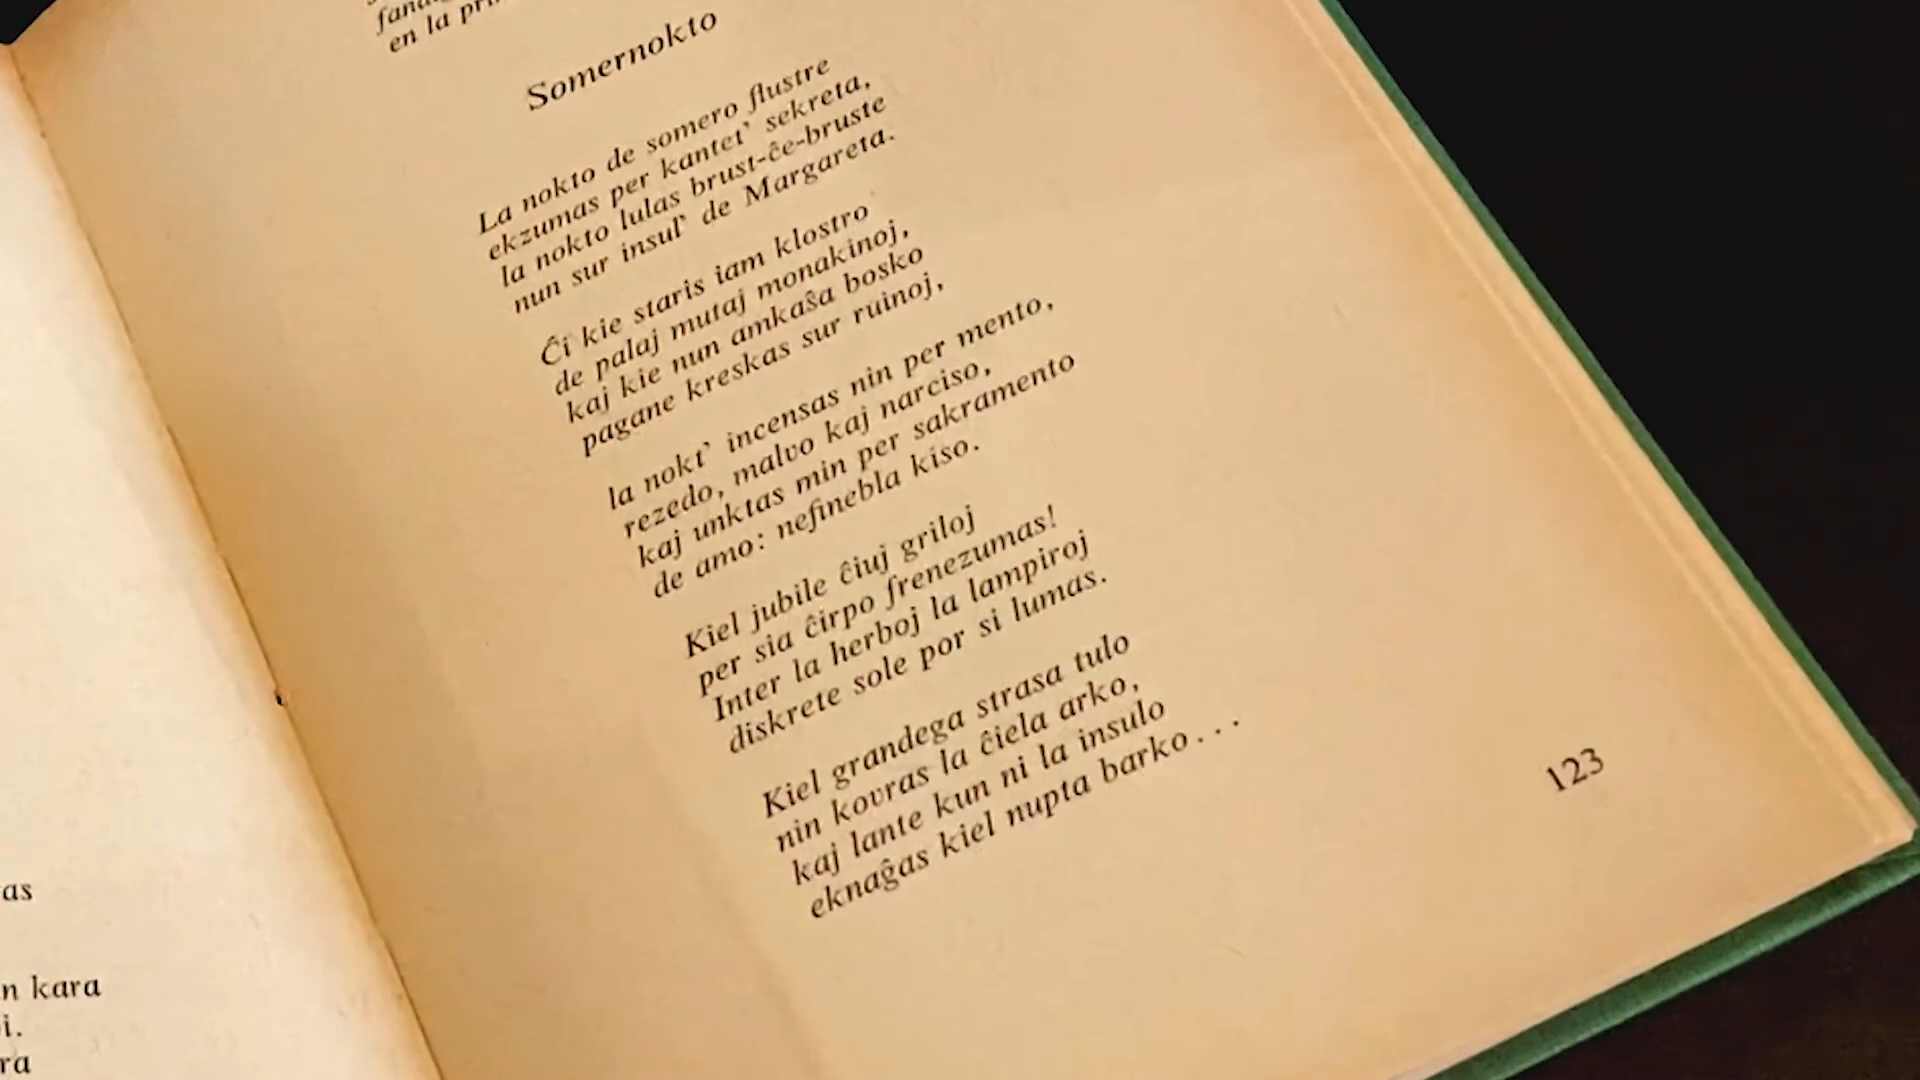 en la
Somernokto
La nokto de somero flustre
ekzumas per kantet’ sekreta,
la nokto lulas brust-ĉe-bruste
nun sur insul’ de Margareta.
Ĉi kie staris iam klostro
de palaj mutaj monakinoj,
kaj kie nun amkaŝa bosko
pagane kreskas sur ruinoj,
la nokt’ incensas nin per mento,
rezedo, malvo kaj narciso,
kaj unktas min per sakramento
de amo: nefinebla kiso.
Kiel jubile ĉiuj griloj
per sia ĉirpo frenezumas!
Inter la herboj la lampiroj
diskrete sole por si lumas.
Kiel grandega strasa tulo
nin kovras la ĉiela arko,
kaj lante kun ni la insulo
eknaĝas kiel nupta barko...
123
kara